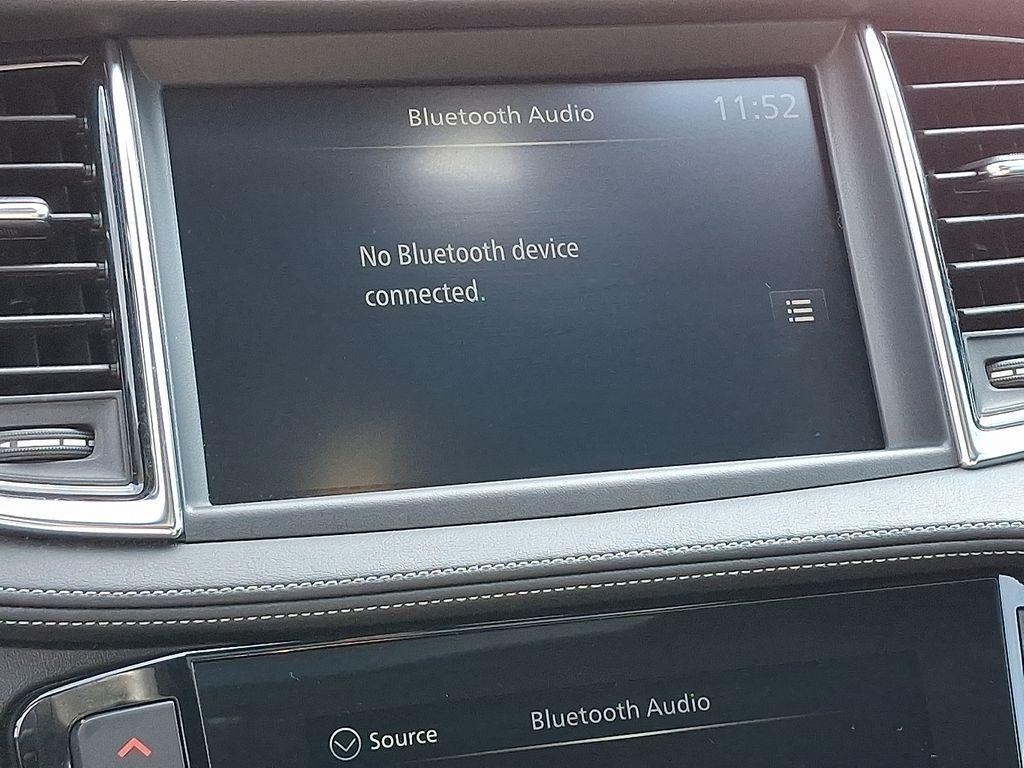 Bluetooth Audio
11:52
No Bluetooth device
connected.
Source
Bluetooth Audio